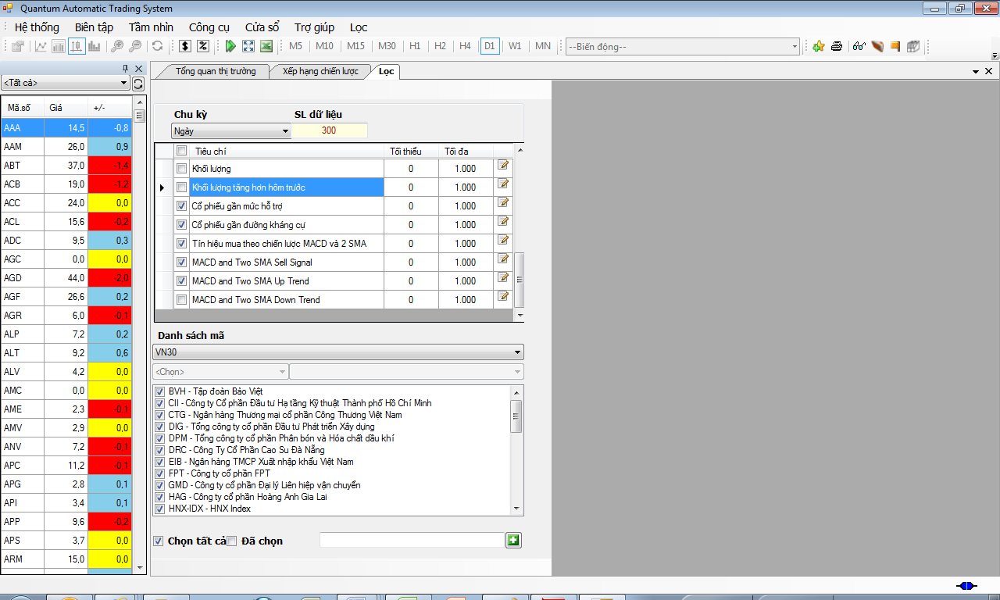 Quantum Automatic Trading System
Hệ thống Biên tập Tầm nhìn Công cụ Cửa sổ Trợ giúp Lọc
$ % M5 M10 M15 M30 H1 H2 H4 D1 W1 MN --Biến động--
<Tất cả>
Tổng quan thị trường Xếp hạng chiến lược Lọc
Mã.số Giá +/-
AAA 14,5 -0,8
AAM 26,0 0,9
ABT 37,0 -1,4
ACB 19,0 -1,2
ACC 24,0 0,0
ACL 15,6 -0,2
ADC 9,5 0,3
AGC 0,0 0,0
AGD 44,0 -2,0
AGF 26,6 0,2
AGR 6,0 -0,1
ALP 7,2 0,2
ALT 9,2 0,6
ALV 4,2 0,0
AMC 0,0 0,0
AME 2,3 -0,1
AMV 2,9 0,0
ANV 7,2 -0,1
APC 11,2 -0,1
APG 2,8 0,1
API 3,4 0,1
APP 9,6 -0,2
APS 3,7 0,0
ARM 15,0 0,0
Chu kỳ SL dữ liệu
Ngày 300
Tiêu chí Tối thiểu Tối đa
Khối lượng 0 1.000
Khối lượng tăng hơn hôm trước 0 1.000
Cổ phiếu gần mức hỗ trợ 0 1.000
Cổ phiếu gần đường kháng cự 0 1.000
Tín hiệu mua theo chiến lược MACD và 2 SMA 0 1.000
MACD and Two SMA Sell Signal 0 1.000
MACD and Two SMA Up Trend 0 1.000
MACD and Two SMA Down Trend 0 1.000
Danh sách mã
VN30
<Chọn>
BVH - Tập đoàn Bảo Việt
CII - Công ty Cổ phần Đầu tư Hạ tầng Kỹ thuật Thành phố Hồ Chí Minh
CTG - Ngân hàng Thương mại cổ phần Công Thương Việt Nam
DIG - Tổng công ty cổ phần Đầu tư Phát triển Xây dựng
DPM - Tổng công ty cổ phần Phân bón và Hóa chất dầu khí
DRC - Công Ty Cổ Phần Cao Su Đà Nẵng
EIB - Ngân hàng TMCP Xuất nhập khẩu Việt Nam
FPT - Công ty cổ phần FPT
GMD - Công ty cổ phần Đại lý Liên hiệp vận chuyển
HAG - Công ty cổ phần Hoàng Anh Gia Lai
HNX-IDX - HNX Index
Chọn tất cả Đã chọn